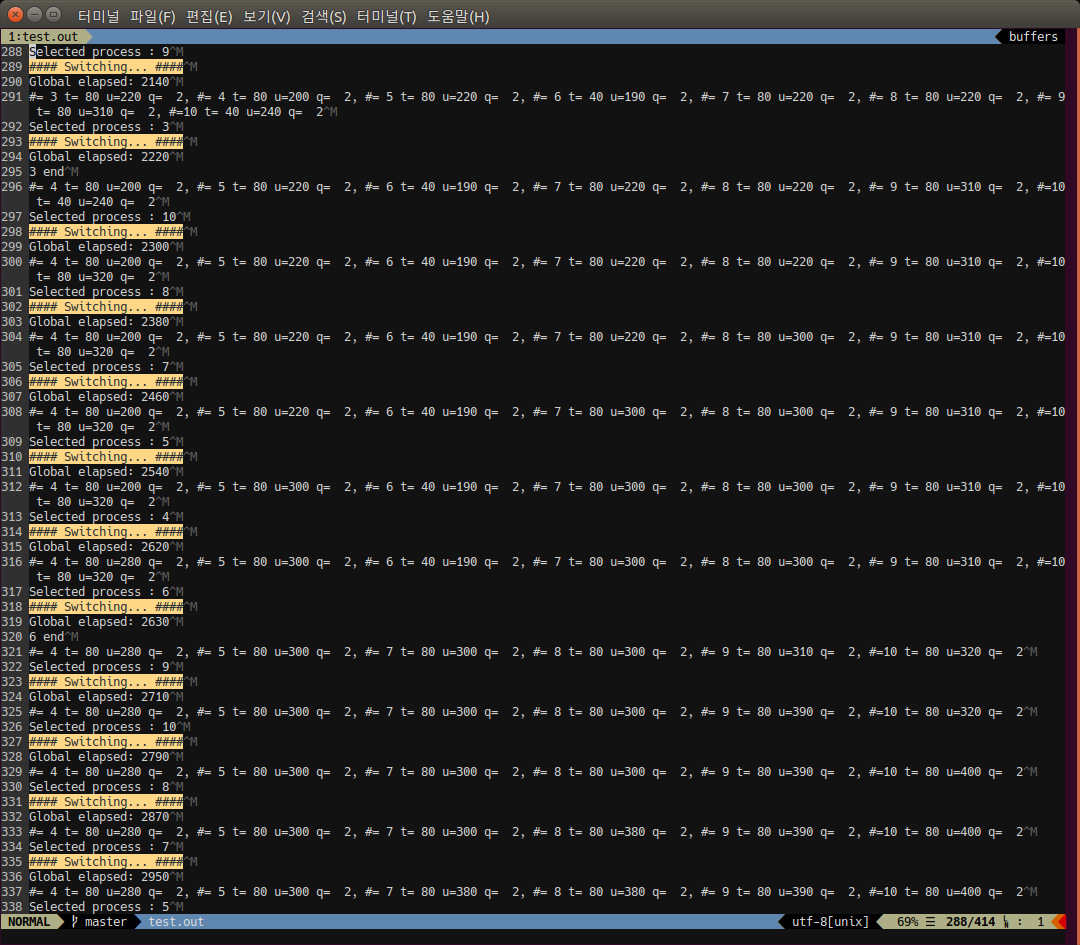 터미널 파일(F) 편집(E) 보기(V) 검색(S) 터미널(T) 도움말(H)
1:test.out buffers
288 Selected process : 9^M
289 #### Switching... ####^M
290 Global elapsed: 2140^M
291 #= 3 t= 80 u=220 q=  2, #= 4 t= 80 u=200 q=  2, #= 5 t= 80 u=220 q=  2, #= 6 t= 40 u=190 q=  2, #= 7 t= 80 u=220 q=  2, #= 8 t= 80 u=220 q=  2, #= 9
 t= 80 u=310 q=  2, #=10 t= 40 u=240 q=  2^M
292 Selected process : 3^M
293 #### Switching... ####^M
294 Global elapsed: 2220^M
295 3 end^M
296 #= 4 t= 80 u=200 q=  2, #= 5 t= 80 u=220 q=  2, #= 6 t= 40 u=190 q=  2, #= 7 t= 80 u=220 q=  2, #= 8 t= 80 u=220 q=  2, #= 9 t= 80 u=310 q=  2, #=10
 t= 40 u=240 q=  2^M
297 Selected process : 10^M
298 #### Switching... ####^M
299 Global elapsed: 2300^M
300 #= 4 t= 80 u=200 q=  2, #= 5 t= 80 u=220 q=  2, #= 6 t= 40 u=190 q=  2, #= 7 t= 80 u=220 q=  2, #= 8 t= 80 u=220 q=  2, #= 9 t= 80 u=310 q=  2, #=10
 t= 80 u=320 q=  2^M
301 Selected process : 8^M
302 #### Switching... ####^M
303 Global elapsed: 2380^M
304 #= 4 t= 80 u=200 q=  2, #= 5 t= 80 u=220 q=  2, #= 6 t= 40 u=190 q=  2, #= 7 t= 80 u=220 q=  2, #= 8 t= 80 u=300 q=  2, #= 9 t= 80 u=310 q=  2, #=10
 t= 80 u=320 q=  2^M
305 Selected process : 7^M
306 #### Switching... ####^M
307 Global elapsed: 2460^M
308 #= 4 t= 80 u=200 q=  2, #= 5 t= 80 u=220 q=  2, #= 6 t= 40 u=190 q=  2, #= 7 t= 80 u=300 q=  2, #= 8 t= 80 u=300 q=  2, #= 9 t= 80 u=310 q=  2, #=10
 t= 80 u=320 q=  2^M
309 Selected process : 5^M
310 #### Switching... ####^M
311 Global elapsed: 2540^M
312 #= 4 t= 80 u=200 q=  2, #= 5 t= 80 u=300 q=  2, #= 6 t= 40 u=190 q=  2, #= 7 t= 80 u=300 q=  2, #= 8 t= 80 u=300 q=  2, #= 9 t= 80 u=310 q=  2, #=10
 t= 80 u=320 q=  2^M
313 Selected process : 4^M
314 #### Switching... ####^M
315 Global elapsed: 2620^M
316 #= 4 t= 80 u=280 q=  2, #= 5 t= 80 u=300 q=  2, #= 6 t= 40 u=190 q=  2, #= 7 t= 80 u=300 q=  2, #= 8 t= 80 u=300 q=  2, #= 9 t= 80 u=310 q=  2, #=10
 t= 80 u=320 q=  2^M
317 Selected process : 6^M
318 #### Switching... ####^M
319 Global elapsed: 2630^M
320 6 end^M
321 #= 4 t= 80 u=280 q=  2, #= 5 t= 80 u=300 q=  2, #= 7 t= 80 u=300 q=  2, #= 8 t= 80 u=300 q=  2, #= 9 t= 80 u=310 q=  2, #=10 t= 80 u=320 q=  2^M
322 Selected process : 9^M
323 #### Switching... ####^M
324 Global elapsed: 2710^M
325 #= 4 t= 80 u=280 q=  2, #= 5 t= 80 u=300 q=  2, #= 7 t= 80 u=300 q=  2, #= 8 t= 80 u=300 q=  2, #= 9 t= 80 u=390 q=  2, #=10 t= 80 u=320 q=  2^M
326 Selected process : 10^M
327 #### Switching... ####^M
328 Global elapsed: 2790^M
329 #= 4 t= 80 u=280 q=  2, #= 5 t= 80 u=300 q=  2, #= 7 t= 80 u=300 q=  2, #= 8 t= 80 u=300 q=  2, #= 9 t= 80 u=390 q=  2, #=10 t= 80 u=400 q=  2^M
330 Selected process : 8^M
331 #### Switching... ####^M
332 Global elapsed: 2870^M
333 #= 4 t= 80 u=280 q=  2, #= 5 t= 80 u=300 q=  2, #= 7 t= 80 u=300 q=  2, #= 8 t= 80 u=380 q=  2, #= 9 t= 80 u=390 q=  2, #=10 t= 80 u=400 q=  2^M
334 Selected process : 7^M
335 #### Switching... ####^M
336 Global elapsed: 2950^M
337 #= 4 t= 80 u=280 q=  2, #= 5 t= 80 u=300 q=  2, #= 7 t= 80 u=380 q=  2, #= 8 t= 80 u=380 q=  2, #= 9 t= 80 u=390 q=  2, #=10 t= 80 u=400 q=  2^M
338 Selected process : 5^M
NORMAL master test.out utf-8[unix] 69% ☰ 288/414 : 1